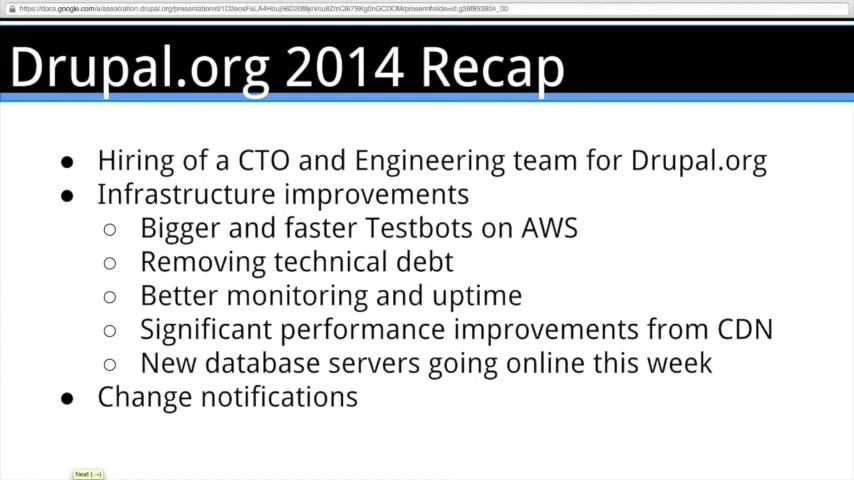 Drupal.org 2014 Recap
● Hiring of a CTO and Engineering team for Drupal.org
● Infrastructure improvements
○ Bigger and faster Testbots on AWS
○ Removing technical debt
○ Better monitoring and uptime
○ Significant performance improvements from CDN
○ New database servers going online this week
● Change notifications
Next (→)